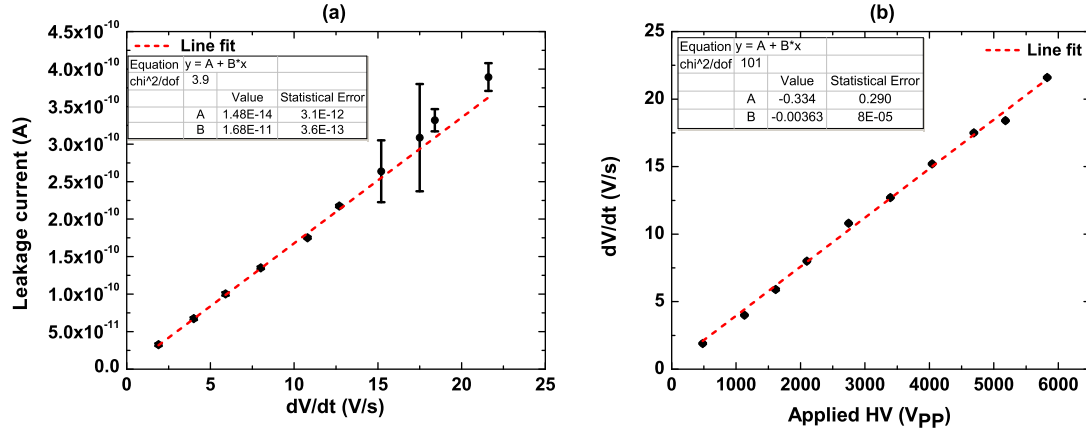 (a)
Leakage current (A)
4.5x10^-10
4.0x10^-10
3.5x10^-10
3.0x10^-10
2.5x10^-10
2.0x10^-10
1.5x10^-10
1.0x10^-10
5.0x10^-11
0.0
Line fit
Equation y = A + B*x
chi^2/dof 3.9
Value Statistical Error
A 1.48E-14 3.1E-12
B 1.68E-11 3.6E-13
0 5 10 15 20 25
dV/dt (V/s)
(b)
dV/dt (V/s)
25
20
15
10
5
0
Line fit
Equation y = A + B*x
chi^2/dof 101
Value Statistical Error
A -0.334 0.290
B -0.00363 8E-05
0 1000 2000 3000 4000 5000 6000
Applied HV (VPP)